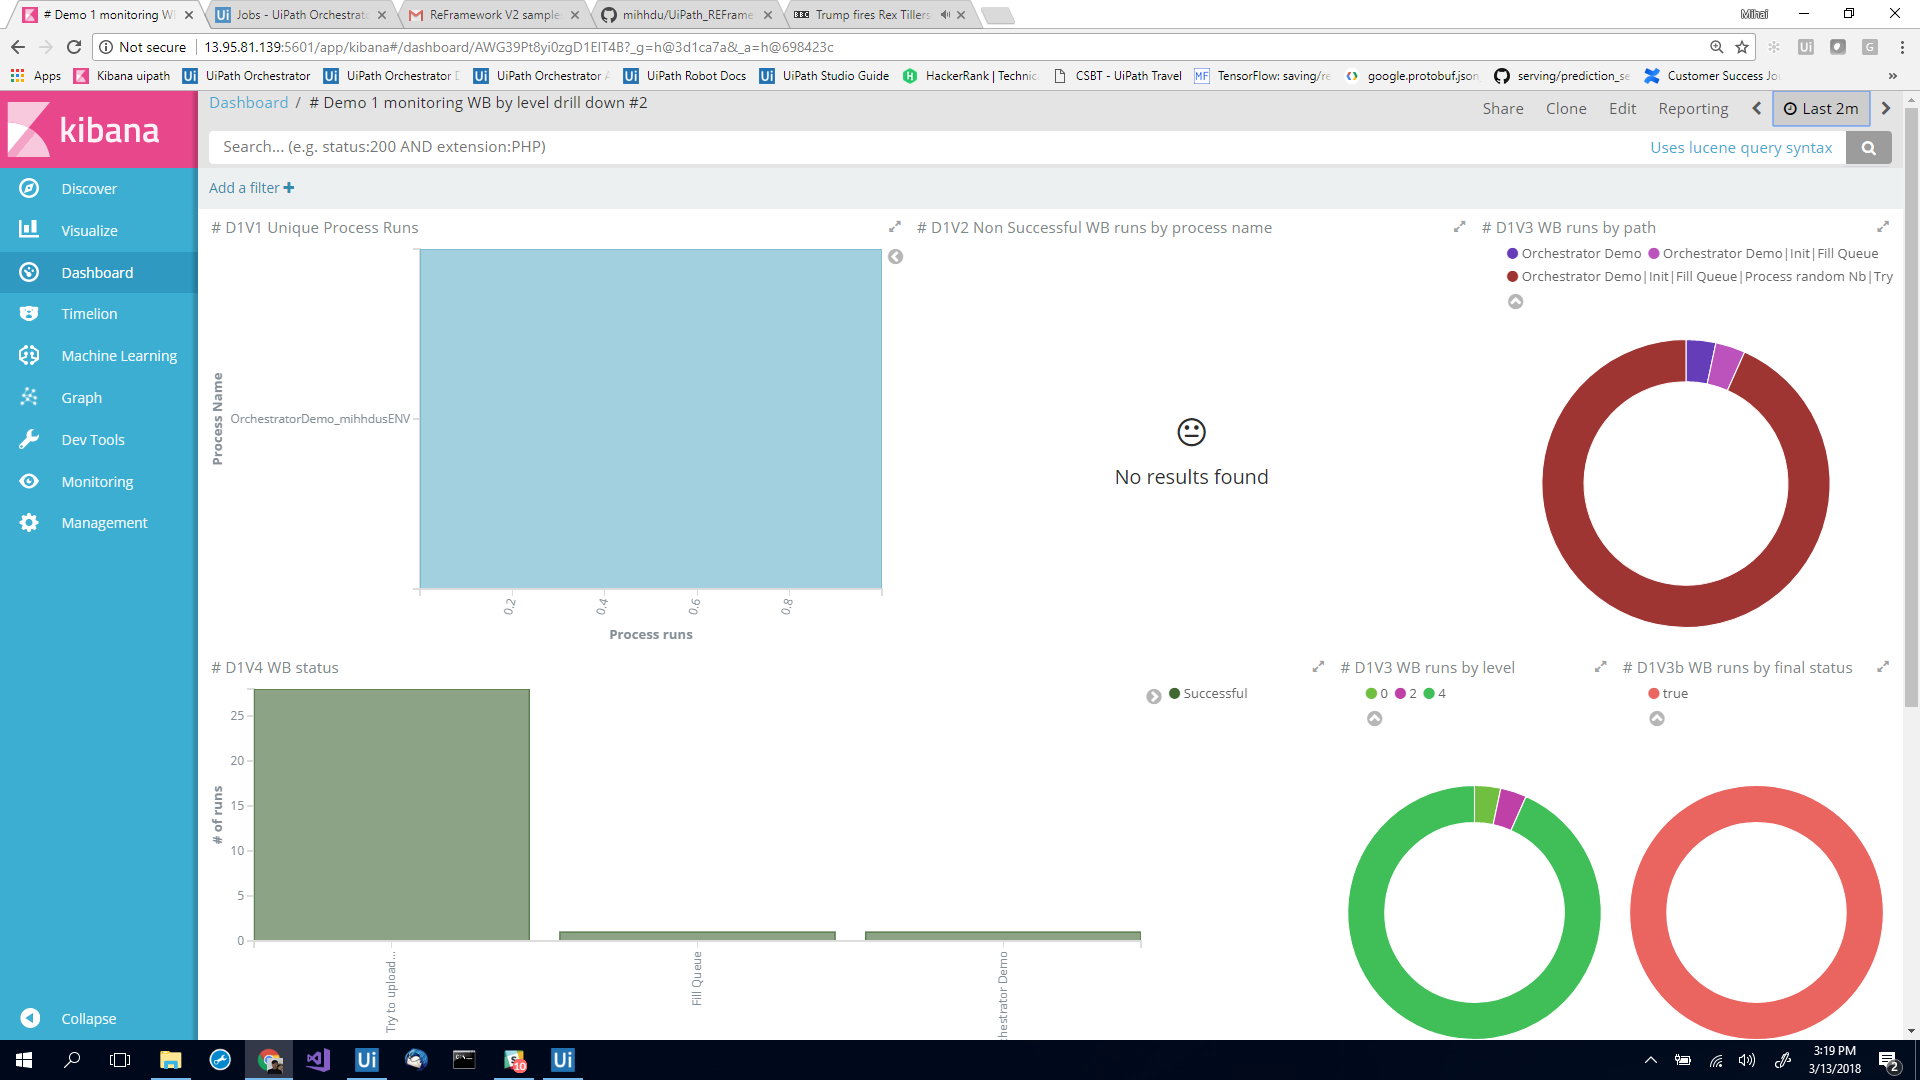 # Demo 1 monitoring W
Jobs - UiPath Orchestrato
ReFramework V2 sample
mihhdu/UiPath_REFrame
BBC Trump fires Rex Tillers
Mihai
Not secure 13.95.81.139:5601/app/kibana#/dashboard/AWG39Pt8yi0zgD1EIT4B?_g=h@3d1ca7a&_a=h@698423c
Apps Kibana uipath UiPath Orchestrator UiPath Orchestrator UiPath Orchestrator UiPath Robot Docs UiPath Studio Guide HackerRank | Technic CSBT - UiPath Travel MF TensorFlow: saving/re google.protobuf.json serving/prediction_se Customer Success Jou
kibana
Discover
Visualize
Dashboard
Timelion
Machine Learning
Graph
Dev Tools
Monitoring
Management
Collapse
Dashboard / # Demo 1 monitoring WB by level drill down #2
Share Clone Edit Reporting Last 2m
Search... (e.g. status:200 AND extension:PHP)
Uses lucene query syntax
Add a filter
# D1V1 Unique Process Runs
Process Name
OrchestratorDemo_mihhdusENV
0.2 0.4 0.6 0.8
Process runs
# D1V2 Non Successful WB runs by process name
No results found
# D1V3 WB runs by path
Orchestrator Demo Orchestrator Demo|Init|Fill Queue
Orchestrator Demo|Init|Fill Queue|Process random Nb|Try
# D1V4 WB status
# of runs
25
20
15
10
5
0
Try to upload...
Fill Queue
chestrator Demo
Successful
# D1V3 WB runs by level
0 2 4
# D1V3b WB runs by final status
true
Ui
Ui
10
3:19 PM
3/13/2018
2